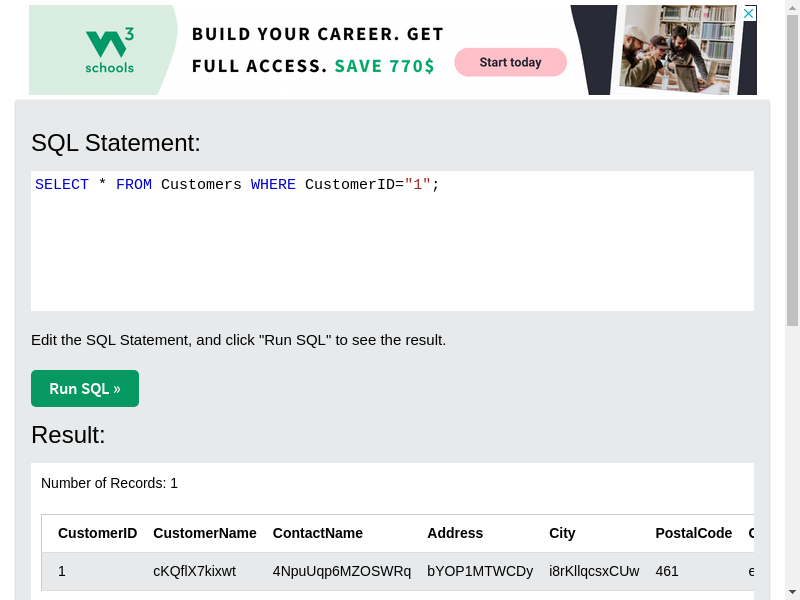 W3
schools
BUILD YOUR CAREER. GET
FULL ACCESS. SAVE 770$
Start today
SQL Statement:
SELECT * FROM Customers WHERE CustomerID="1";
Edit the SQL Statement, and click "Run SQL" to see the result.
Run SQL »
Result:
Number of Records: 1
CustomerID CustomerName ContactName Address City PostalCode
1 cKQflX7kixwt 4NpuUqp6MZOSWRq bYOP1MTWCDy i8rKllqcsxCUw 461